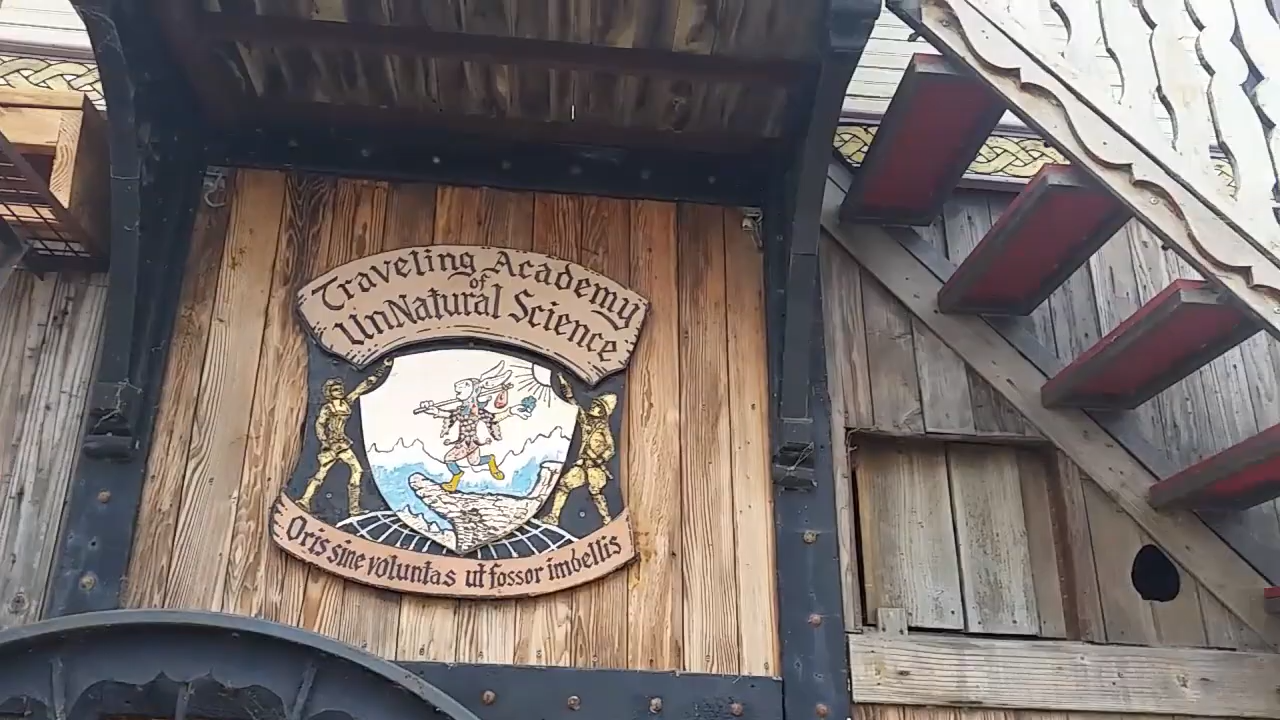 Traveling Academy
of
UnNatural Science
Oris sine voluntas ut fossor imbellis